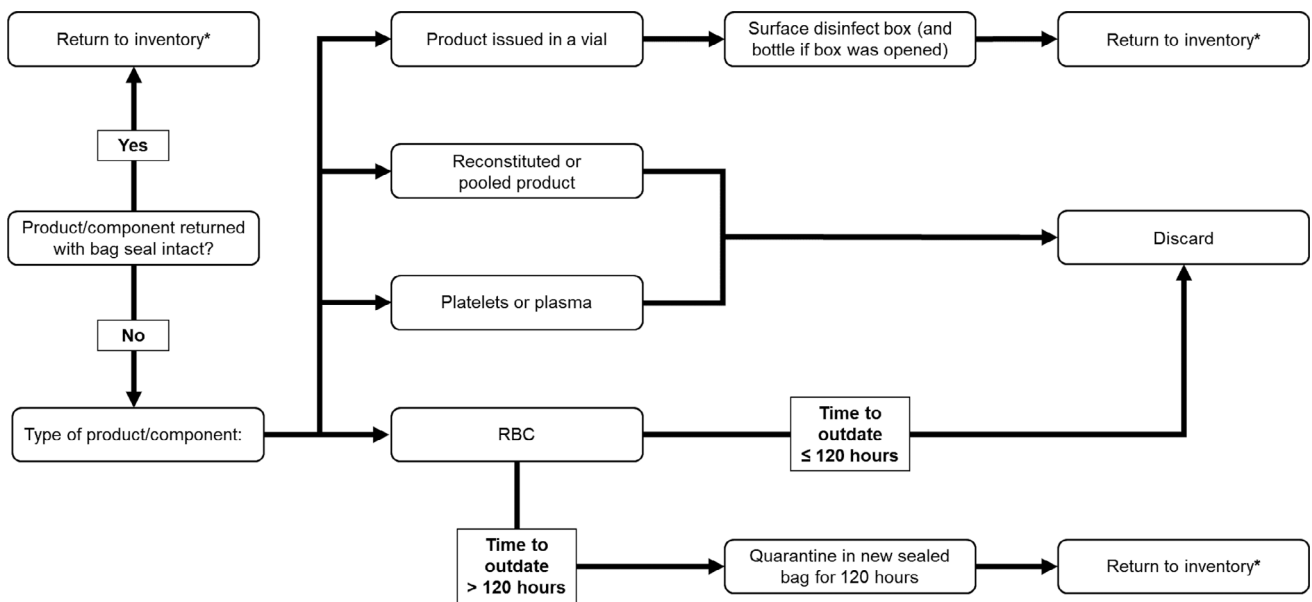 Return to inventory*
Product issued in a vial
Surface disinfect box (and
bottle if box was opened)
Return to inventory*
Yes
Reconstituted or
pooled product
Product/component returned
with bag seal intact?
Discard
Platelets or plasma
No
Type of product/component:
RBC
Time to
outdate
≤ 120 hours
Time to
outdate
> 120 hours
Quarantine in new sealed
bag for 120 hours
Return to inventory*